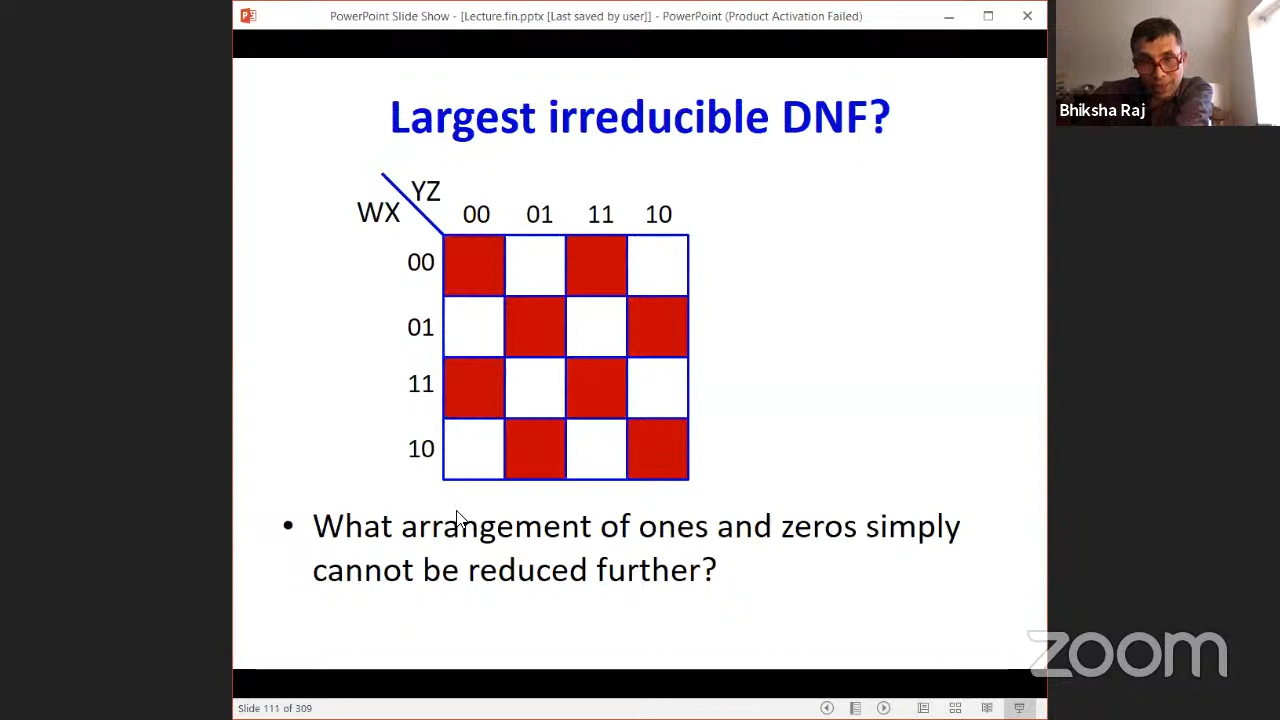 PowerPoint Slide Show - [Lecture.fin.pptx [Last saved by user]] - PowerPoint (Product Activation Failed)
Bhiksha Raj
Largest irreducible DNF?
YZ
WX
00 01 11 10
00
01
11
10
• What arrangement of ones and zeros simply
cannot be reduced further?
zoom
Slide 111 of 309